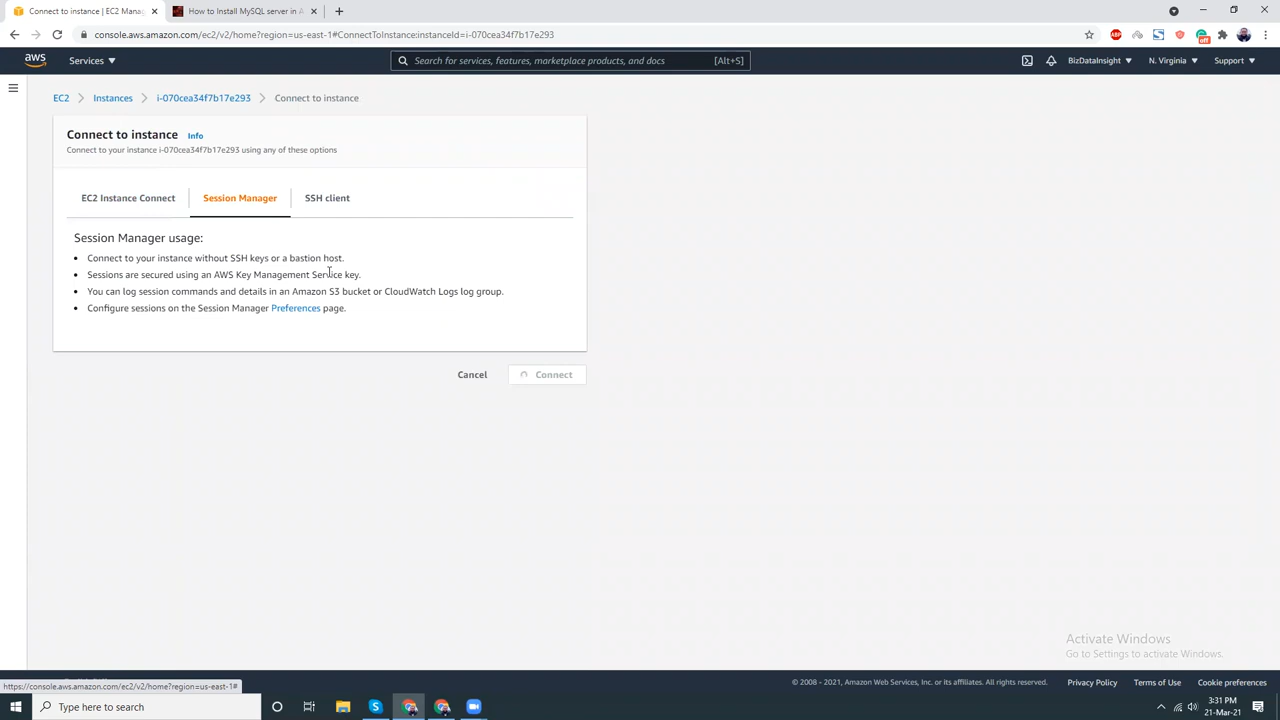 Connect to instance | EC2 Manag
How to Install MySQL server in A
console.aws.amazon.com/ec2/v2/home?region=us-east-1#ConnectToInstance:instanceId=i-070cea34f7b17e293
ABP
off
aws
Services
Search for services, features, marketplace products, and docs
[Alt+S]
BizDataInsight
N. Virginia
Support
EC2 > Instances > i-070cea34f7b17e293 > Connect to instance
Connect to instance Info
Connect to your instance i-070cea34f7b17e293 using any of these options
EC2 Instance Connect
Session Manager
SSH client
Session Manager usage:
Connect to your instance without SSH keys or a bastion host.
Sessions are secured using an AWS Key Management Service key.
You can log session commands and details in an Amazon S3 bucket or CloudWatch Logs log group.
Configure sessions on the Session Manager Preferences page.
Cancel
Connect
Activate Windows
Go to Settings to activate Windows.
https://console.aws.amazon.com/ec2/v2/home?region=us-east-1#
© 2008 - 2021, Amazon Web Services, Inc. or its affiliates. All rights reserved.
Privacy Policy
Terms of Use
Cookie preferences
Type here to search
3:31 PM
21-Mar-21